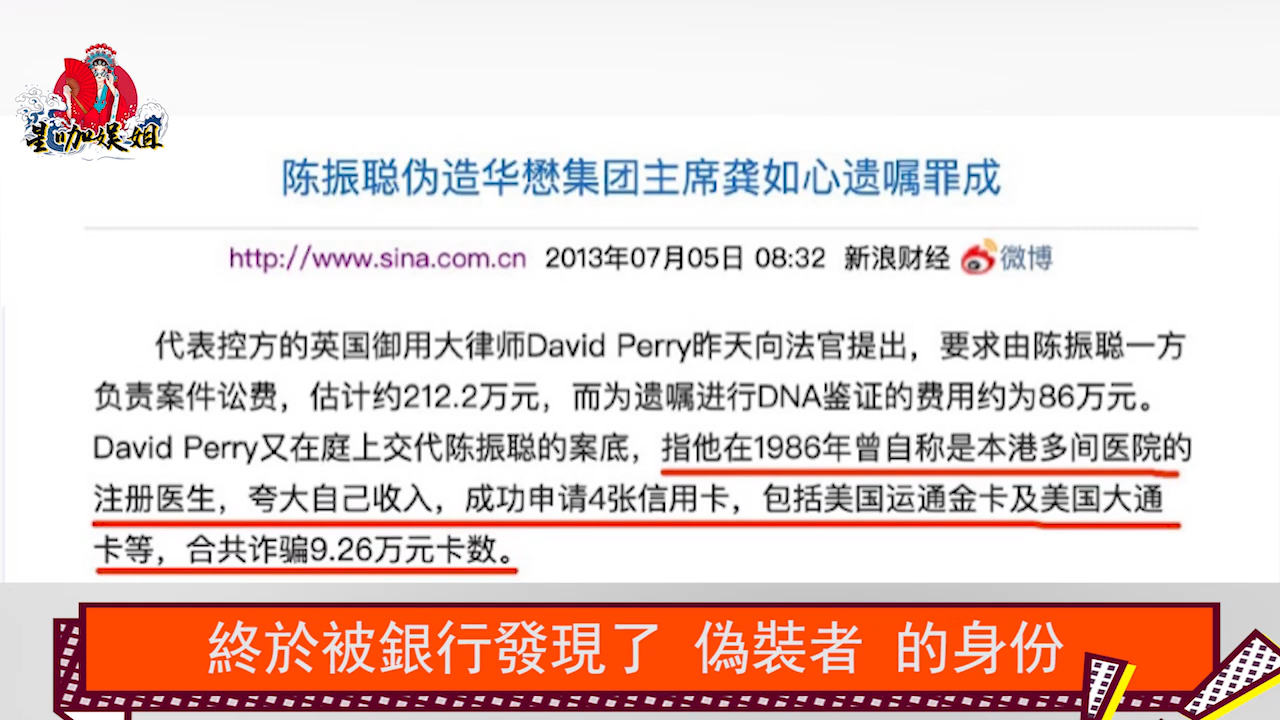 星咖娱姐
陈振聪伪造华懋集团主席龚如心遗嘱罪成
http://www.sina.com.cn 2013年07月05日 08:32 新浪财经 微博
代表控方的英国御用大律师David Perry昨天向法官提出，要求由陈振聪一方
负责案件讼费，估计约212.2万元，而为遗嘱进行DNA鉴证的费用约为86万元。
David Perry又在庭上交代陈振聪的案底，指他在1986年曾自称是本港多间医院的
注册医生，夸大自己收入，成功申请4张信用卡，包括美国运通金卡及美国大通
卡等，合共诈骗9.26万元卡数。
終於被銀行發現了 偽裝者 的身份